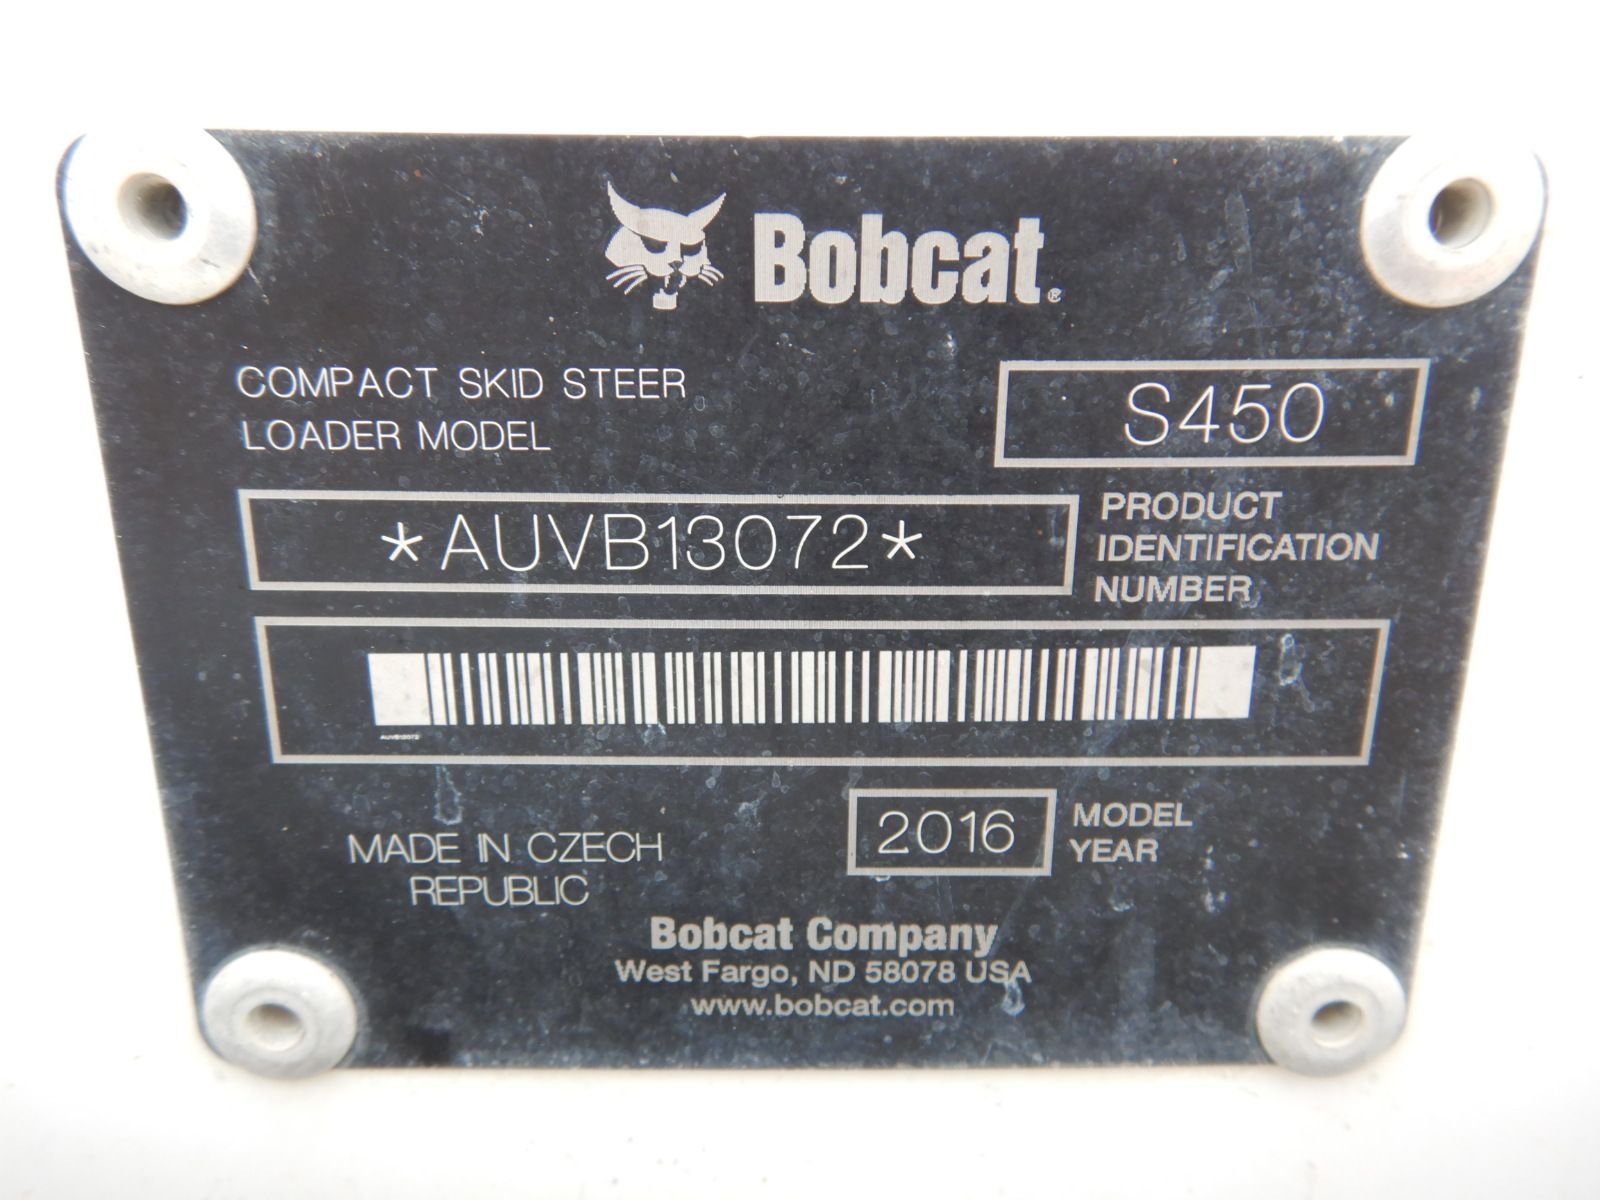 Bobcat®
COMPACT SKID STEER
LOADER MODEL
S450
*AUVB13072*
PRODUCT
IDENTIFICATION
NUMBER
AUVB13072
MADE IN CZECH
REPUBLIC
2016
MODEL
YEAR
Bobcat Company
West Fargo, ND 58078 USA
www.bobcat.com